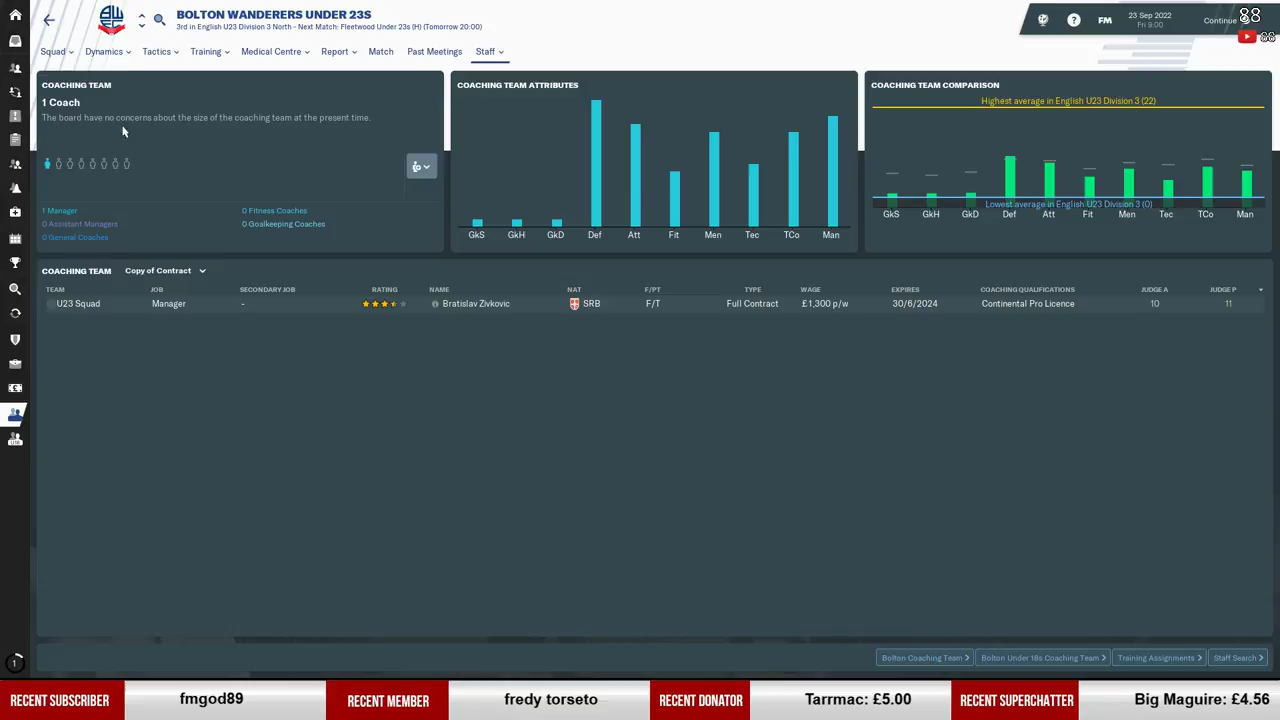 BOLTON WANDERERS UNDER 23S
3rd in English U23 Division 3 North - Next Match: Fleetwood Under 23s (H) (Tomorrow 20:00)
FM
23 Sep 2022
Fri 9:00
Continue
88
Squad
Dynamics
Tactics
Training
Medical Centre
Report
Match
Past Meetings
Staff
COACHING TEAM
1 Coach
The board have no concerns about the size of the coaching team at the present time.
1 Manager
0 Fitness Coaches
0 Assistant Managers
0 Goalkeeping Coaches
0 General Coaches
COACHING TEAM ATTRIBUTES
GkS GkH GkD Def Att Fit Men Tec TCo Man
COACHING TEAM COMPARISON
Highest average in English U23 Division 3 (22)
Lowest average in English U23 Division 3 (0)
GkS GkH GkD Def Att Fit Men Tec TCo Man
COACHING TEAM
Copy of Contract
TEAM JOB SECONDARY JOB RATING NAME NAT F/PT TYPE WAGE EXPIRES COACHING QUALIFICATIONS JUDGE A JUDGE P
U23 Squad Manager - Bratislav Zivkovic SRB F/T Full Contract £1,300 p/w 30/6/2024 Continental Pro Licence 10 11
Bolton Coaching Team
Bolton Under 18s Coaching Team
Training Assignments
Staff Search
1
RECENT SUBSCRIBER
fmgod89
RECENT MEMBER
fredy torseto
RECENT DONATOR
Tarrmac: £5.00
RECENT SUPERCHATTER
Big Maguire: £4.56